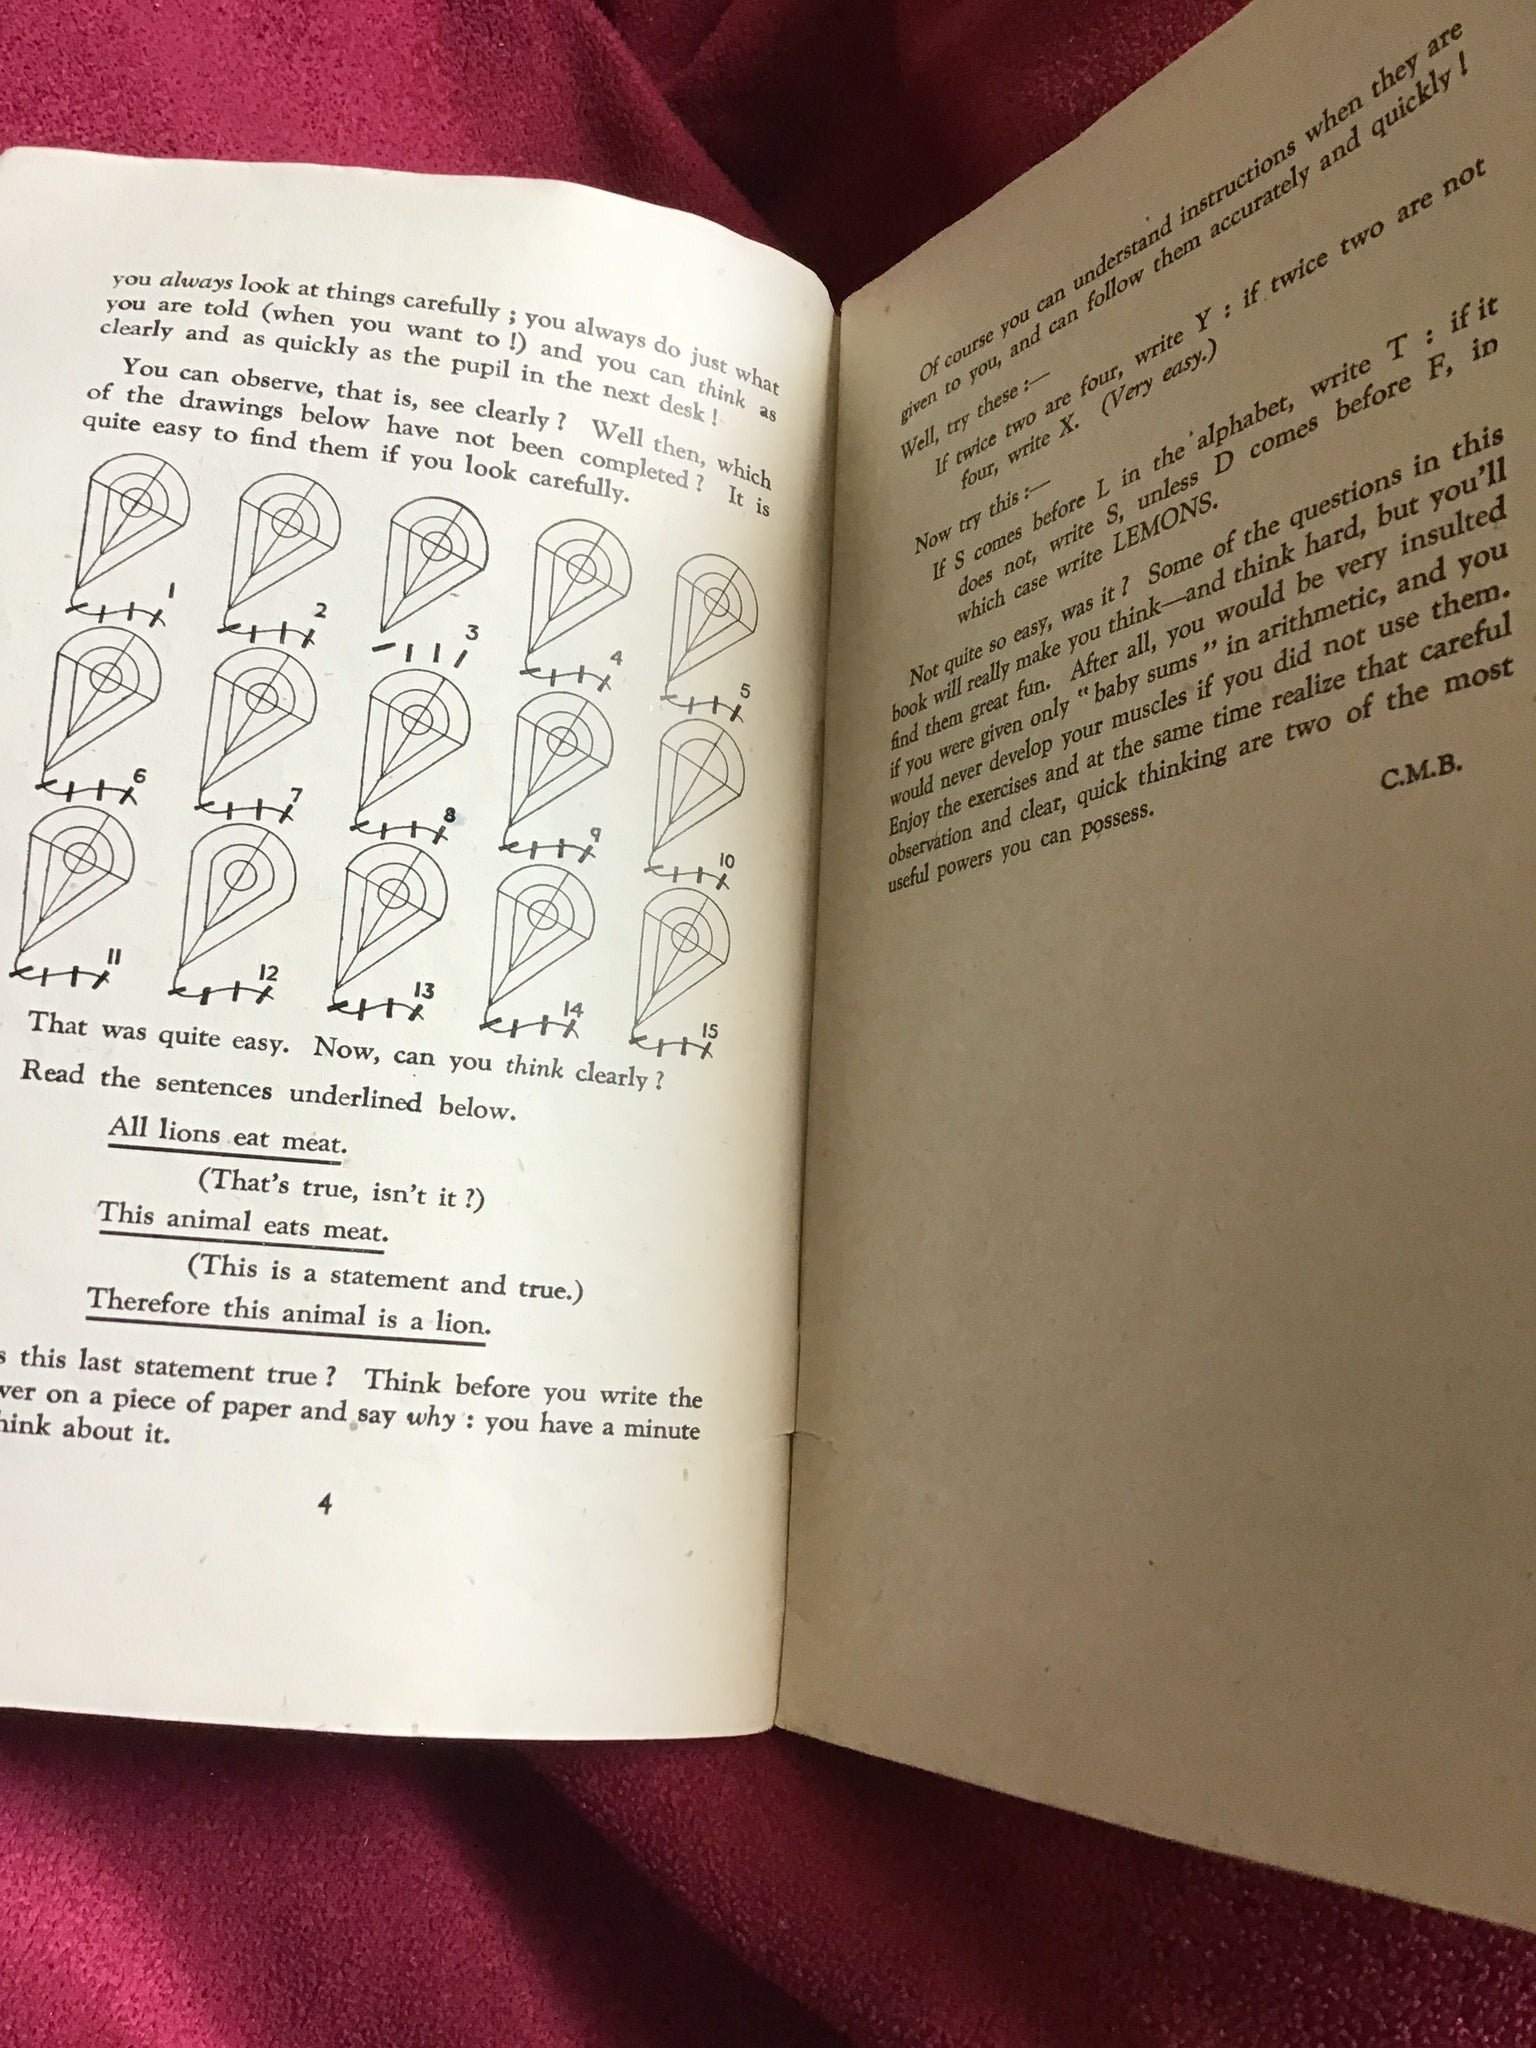 you always look at things carefully ; you always do just what
you are told (when you want to !) and you can think as
clearly and as quickly as the pupil in the next desk !
You can observe, that is, see clearly ? Well then, which
of the drawings below have not been completed ? It is
quite easy to find them if you look carefully.
1 2 3 4 5
6 7 8 9 10
11 12 13 14 15
That was quite easy. Now, can you think clearly ?
Read the sentences underlined below.
All lions eat meat.
(That's true, isn't it ?)
This animal eats meat.
(This is a statement and true.)
Therefore this animal is a lion.
this last statement true ? Think before you write the
on a piece of paper and say why : you have a minute
about it.
4
Of course you can understand instructions when they are
given to you, and can follow them accurately and quickly !
Well, try these :—
If twice two are four, write Y : if twice two are not
four, write X. (Very easy.)
Now try this :—
If S comes before L in the alphabet, write T : if it
does not, write S, unless D comes before F, in
which case write LEMONS.
Not quite so easy, was it ? Some of the questions in this
book will really make you think—and think hard, but you'll
find them great fun. After all, you would be very insulted
if you were given only "baby sums" in arithmetic, and you
would never develop your muscles if you did not use them.
Enjoy the exercises and at the same time realize that careful
observation and clear, quick thinking are two of the most
useful powers you can possess.
C.M.B.